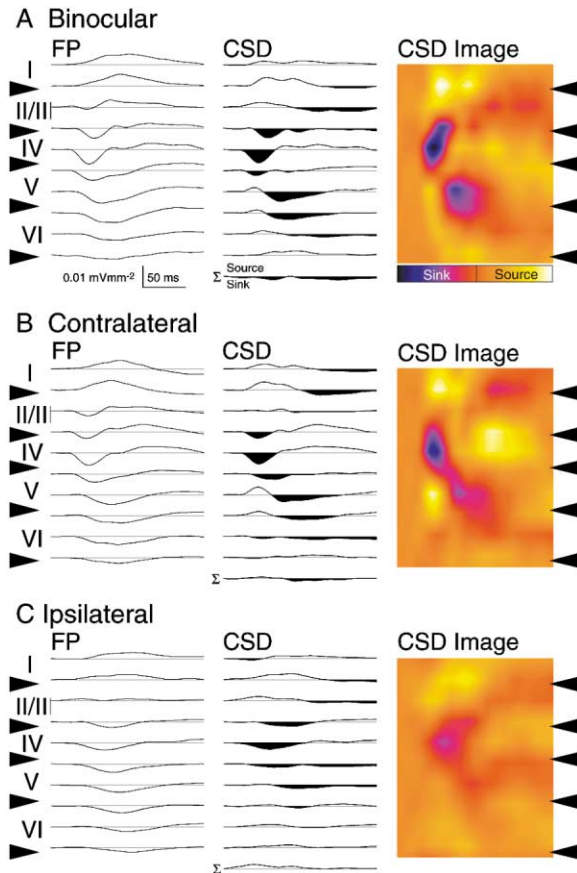 A Binocular
FP CSD CSD Image
I
II/III
IV
V
VI
0.01 mVmm-2 50 ms
Σ Source
Sink
Sink Source
B Contralateral
FP CSD CSD Image
I
II/III
IV
V
VI
Σ
C Ipsilateral
FP CSD CSD Image
I
II/III
IV
V
VI
Σ